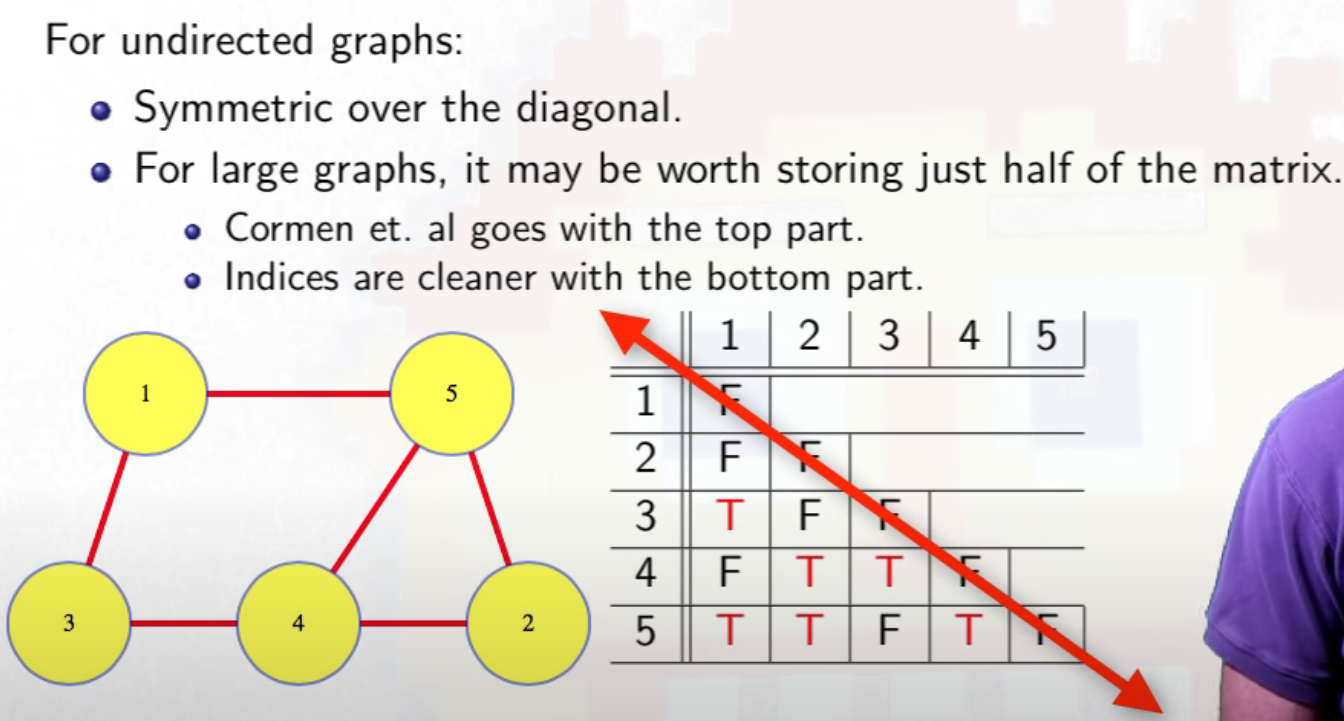 For undirected graphs:
Symmetric over the diagonal.
For large graphs, it may be worth storing just half of the matrix.
Cormen et. al goes with the top part.
Indices are cleaner with the bottom part.
1 5
3 4 2
1 2 3 4 5
1 F
2 F F
3 T F F
4 F T T F
5 T T F T F